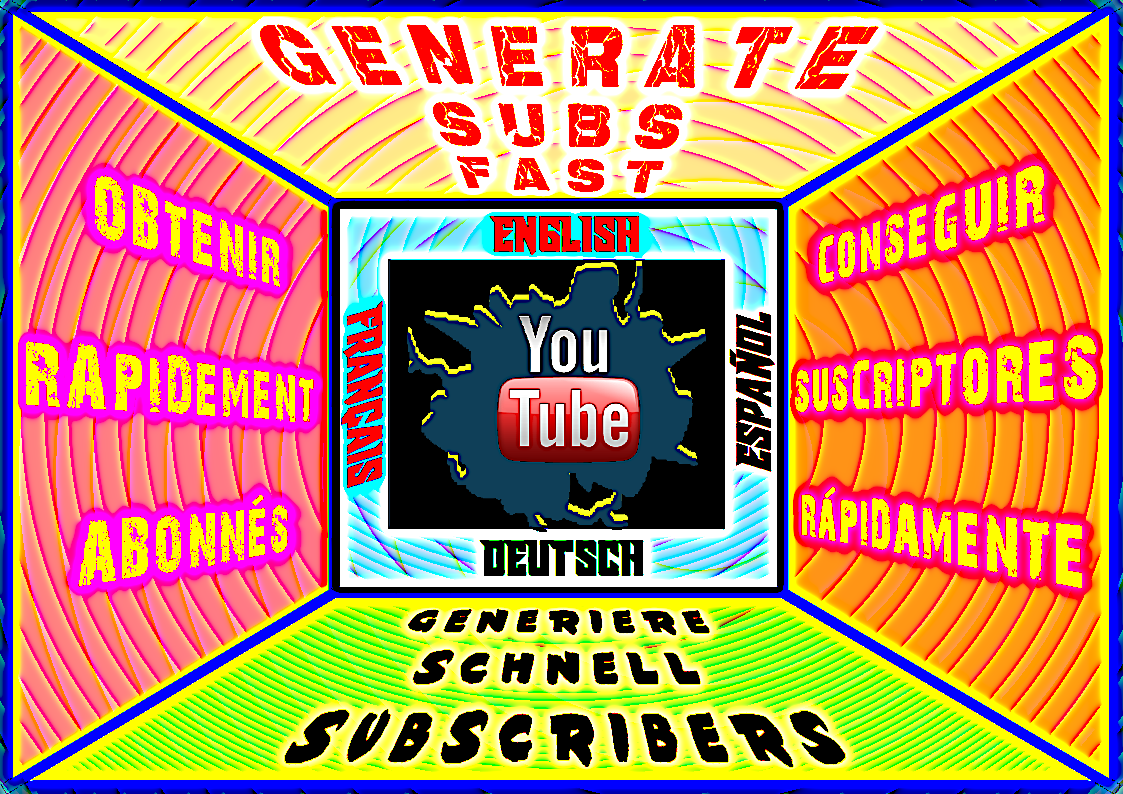 GENERATE
SUBS
FAST
OBTENIR
RAPIDEMENT
ABONNÉS
ENGLISH
FRANÇAIS
You
Tube
ESPAÑOL
DEUTSCH
CONSEGUIR
SUSCRIPTORES
RÁPIDAMENTE
GENERIERE
SCHNELL
SUBSCRIBERS